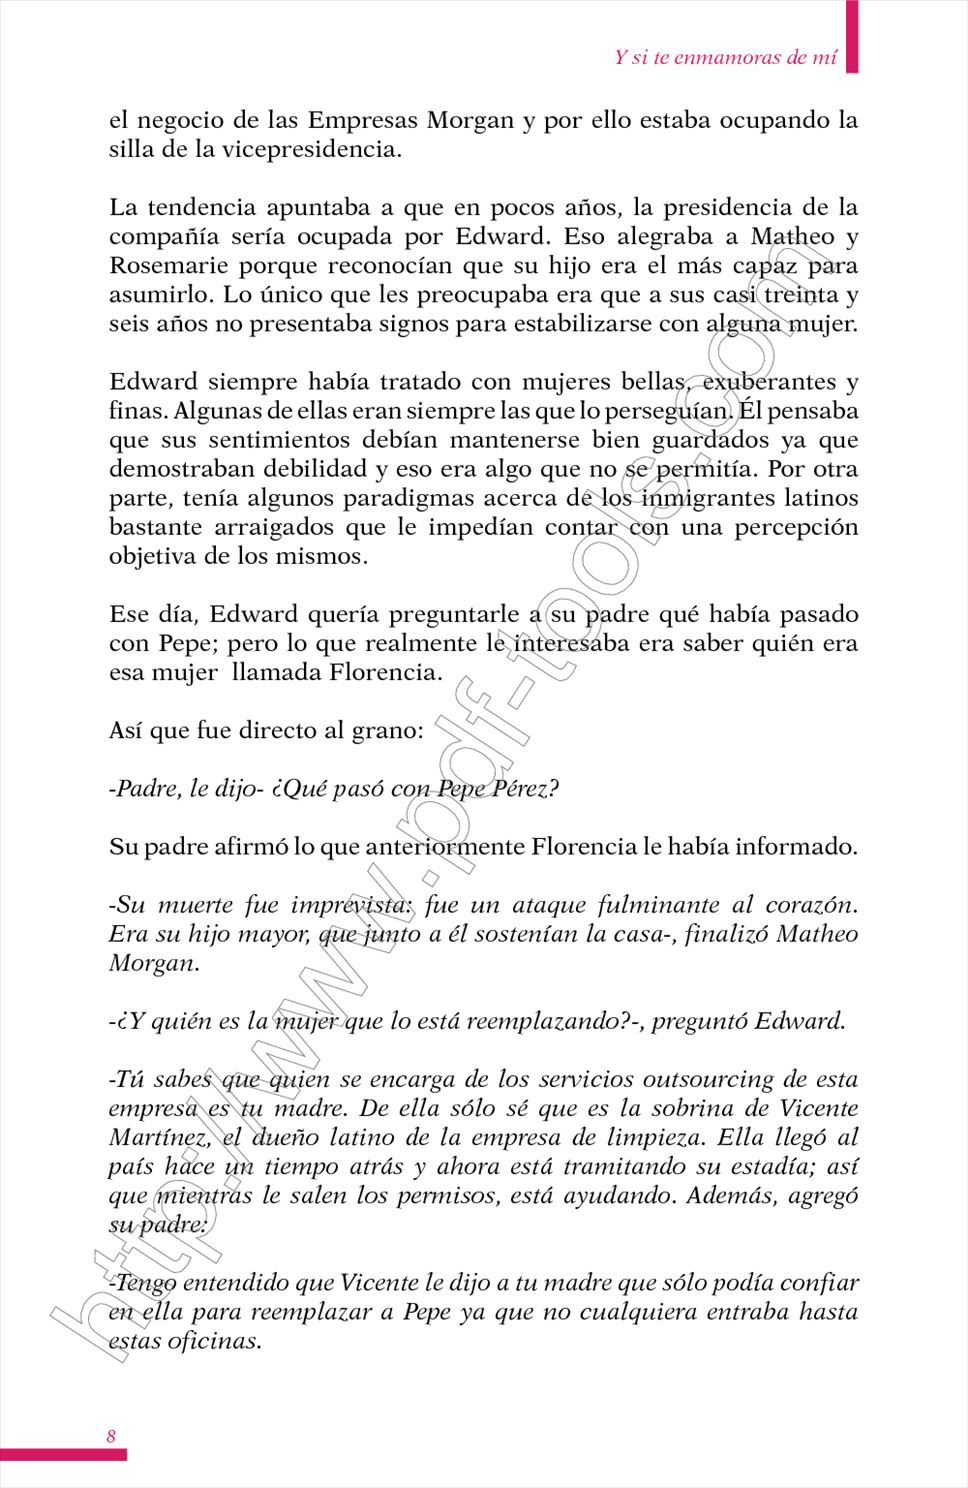 Y si te enmamoras de mí
el negocio de las Empresas Morgan y por ello estaba ocupando la
silla de la vicepresidencia.
La tendencia apuntaba a que en pocos años, la presidencia de la
compañía sería ocupada por Edward. Eso alegraba a Matheo y
Rosemarie porque reconocían que su hijo era el más capaz para
asumirlo. Lo único que les preocupaba era que a sus casi treinta y
seis años no presentaba signos para estabilizarse con alguna mujer.
Edward siempre había tratado con mujeres bellas, exuberantes y
finas. Algunas de ellas eran siempre las que lo perseguían. Él pensaba
que sus sentimientos debían mantenerse bien guardados ya que
demostraban debilidad y eso era algo que no se permitía. Por otra
parte, tenía algunos paradigmas acerca de los inmigrantes latinos
bastante arraigados que le impedían contar con una percepción
objetiva de los mismos.
Ese día, Edward quería preguntarle a su padre qué había pasado
con Pepe; pero lo que realmente le interesaba era saber quién era
esa mujer  llamada Florencia.
Así que fue directo al grano:
-Padre, le dijo- ¿Qué pasó con Pepe Pérez?
Su padre afirmó lo que anteriormente Florencia le había informado.
-Su muerte fue imprevista: fue un ataque fulminante al corazón.
Era su hijo mayor, que junto a él sostenían la casa-, finalizó Matheo
Morgan.
-¿Y quién es la mujer que lo está reemplazando?-, preguntó Edward.
-Tú sabes que quien se encarga de los servicios outsourcing de esta
empresa es tu madre. De ella sólo sé que es la sobrina de Vicente
Martínez, el dueño latino de la empresa de limpieza. Ella llegó al
país hace un tiempo atrás y ahora está tramitando su estadía; así
que mientras le salen los permisos, está ayudando. Además, agregó
su padre:
-Tengo entendido que Vicente le dijo a tu madre que sólo podía confiar
en ella para reemplazar a Pepe ya que no cualquiera entraba hasta
estas oficinas.
8
http://www.pdf-tools.com